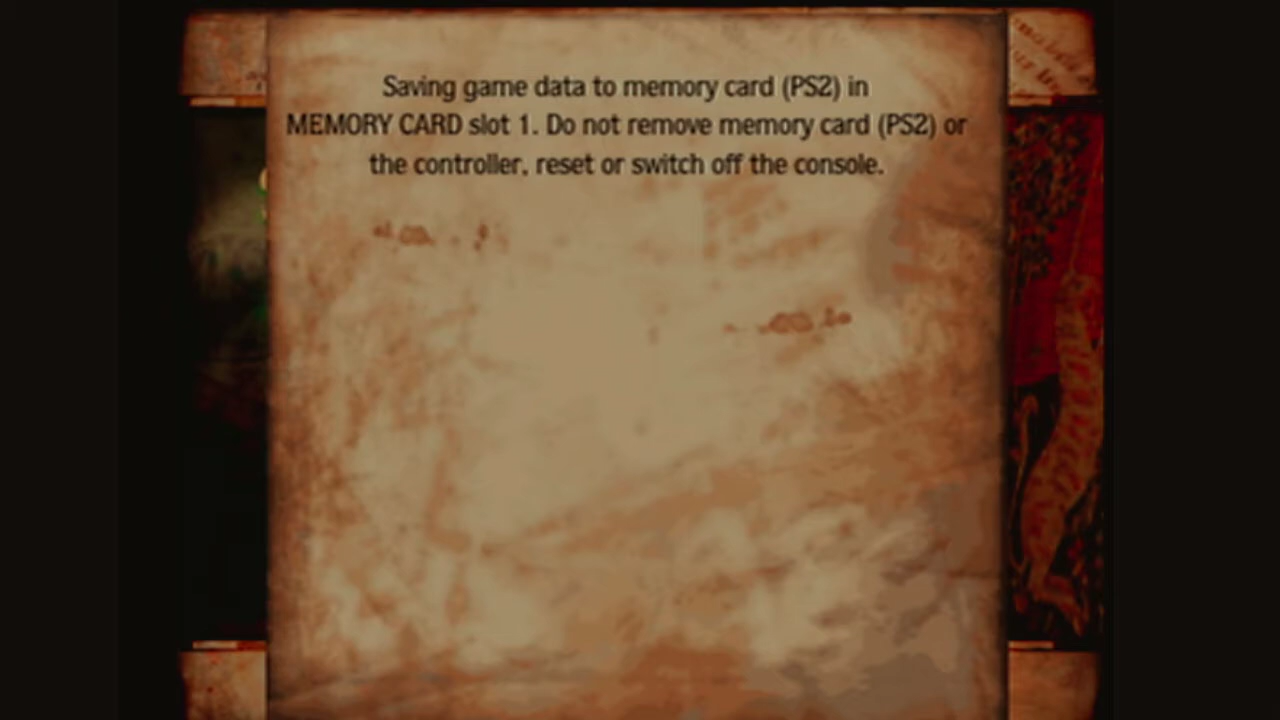 Saving game data to memory card (PS2) in
MEMORY CARD slot 1. Do not remove memory card (PS2) or
the controller, reset or switch off the console.